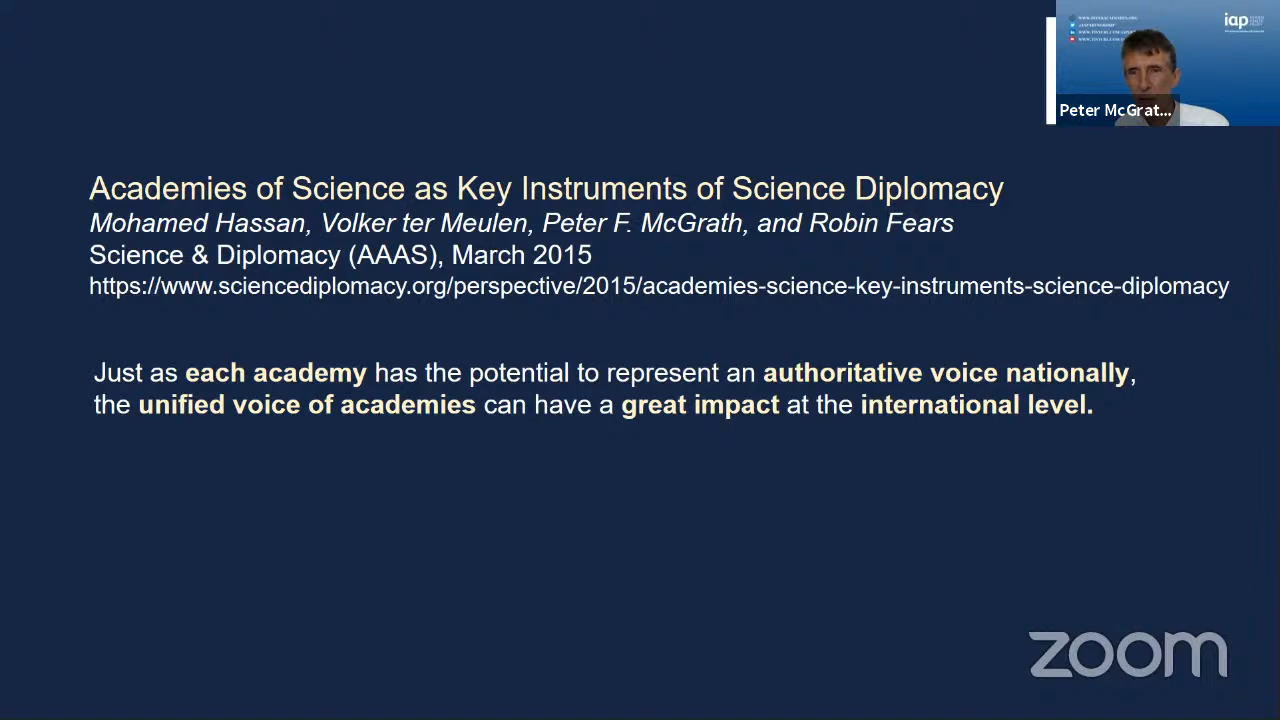 iap
Peter McGrat...
Academies of Science as Key Instruments of Science Diplomacy
Mohamed Hassan, Volker ter Meulen, Peter F. McGrath, and Robin Fears
Science & Diplomacy (AAAS), March 2015
https://www.sciencediplomacy.org/perspective/2015/academies-science-key-instruments-science-diplomacy
Just as each academy has the potential to represent an authoritative voice nationally,
the unified voice of academies can have a great impact at the international level.
zoom